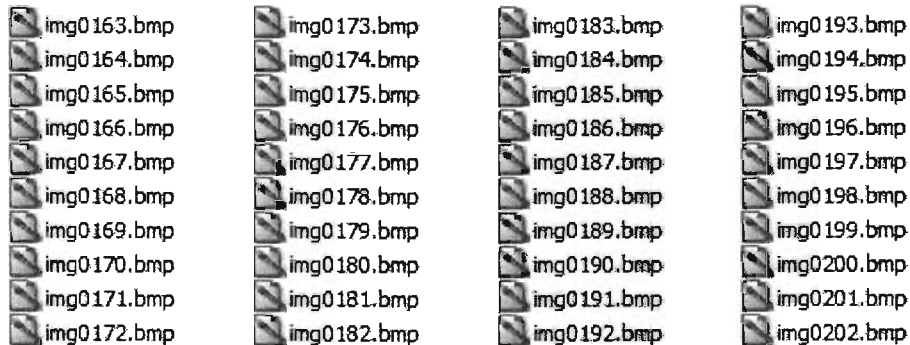 img0163.bmp img0173.bmp img0183.bmp img0193.bmp
img0164.bmp img0174.bmp img0184.bmp img0194.bmp
img0165.bmp img0175.bmp img0185.bmp img0195.bmp
img0166.bmp img0176.bmp img0186.bmp img0196.bmp
img0167.bmp img0177.bmp img0187.bmp img0197.bmp
img0168.bmp img0178.bmp img0188.bmp img0198.bmp
img0169.bmp img0179.bmp img0189.bmp img0199.bmp
img0170.bmp img0180.bmp img0190.bmp img0200.bmp
img0171.bmp img0181.bmp img0191.bmp img0201.bmp
img0172.bmp img0182.bmp img0192.bmp img0202.bmp